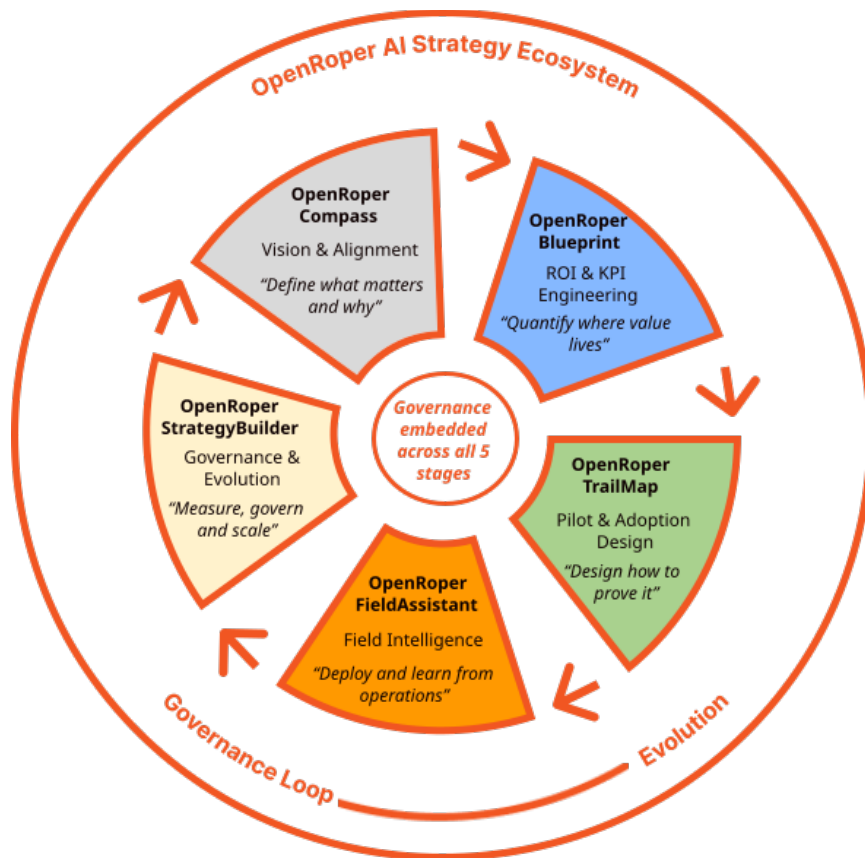 OpenRoper AI Strategy Ecosystem
OpenRoper
Compass
Vision & Alignment
“Define what matters
and why”
OpenRoper
Blueprint
ROI & KPI
Engineering
“Quantify where value
lives”
OpenRoper
TrailMap
Pilot & Adoption
Design
“Design how to
prove it”
OpenRoper
FieldAssistant
Field Intelligence
“Deploy and learn from
operations”
OpenRoper
StrategyBuilder
Governance &
Evolution
“Measure, govern
and scale”
Governance
embedded
across all 5
stages
Governance Loop
Evolution